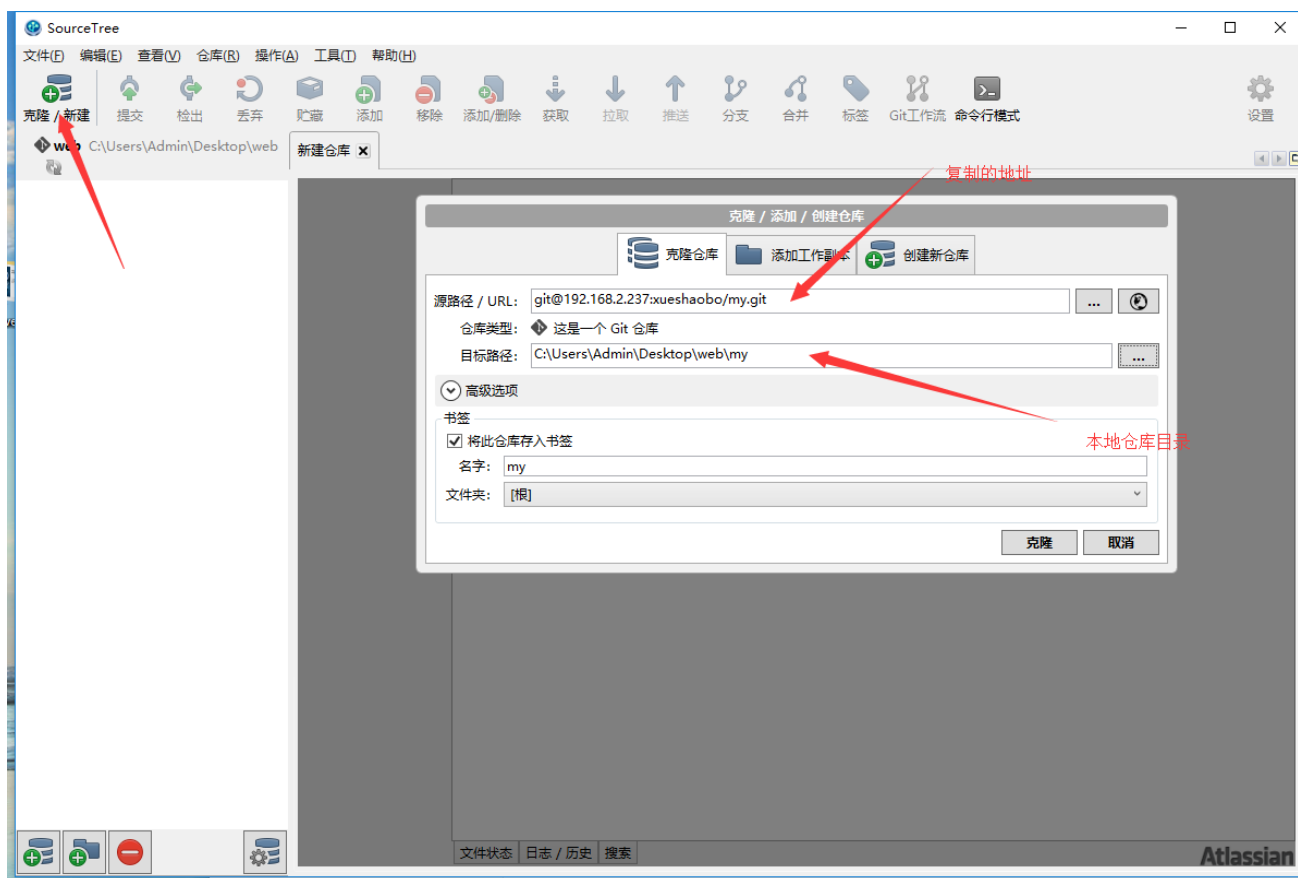 SourceTree
文件(F) 编辑(E) 查看(V) 仓库(R) 操作(A) 工具(T) 帮助(H)
克隆 / 新建 提交 检出 丢弃 贮藏 添加 移除 添加/删除 获取 拉取 推送 分支 合并 标签 Git工作流 命令行模式 设置
web C:\Users\Admin\Desktop\web 新建仓库
复制的地址
克隆 / 添加 / 创建仓库
克隆仓库 添加工作副本 创建新仓库
源路径 / URL: git@192.168.2.237:xueshaobo/my.git ...
仓库类型: 这是一个 Git 仓库
目标路径: C:\Users\Admin\Desktop\web\my ...
高级选项
书签
将此仓库存入书签
本地仓库目录
名字: my
文件夹: [根]
克隆 取消
文件状态 日志 / 历史 搜索
Atlassian